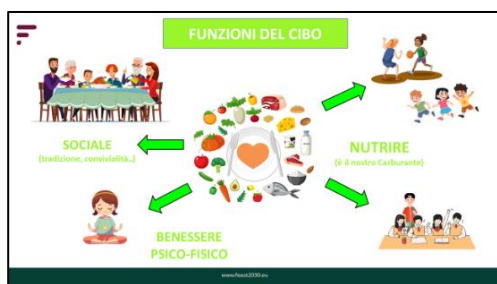 FUNZIONI DEL CIBO
SOCIALE
(tradizione, convivialità..)
NUTRIRE
(è il nostro Carburante)
BENESSERE
PSICO-FISICO
www.feast2030.eu